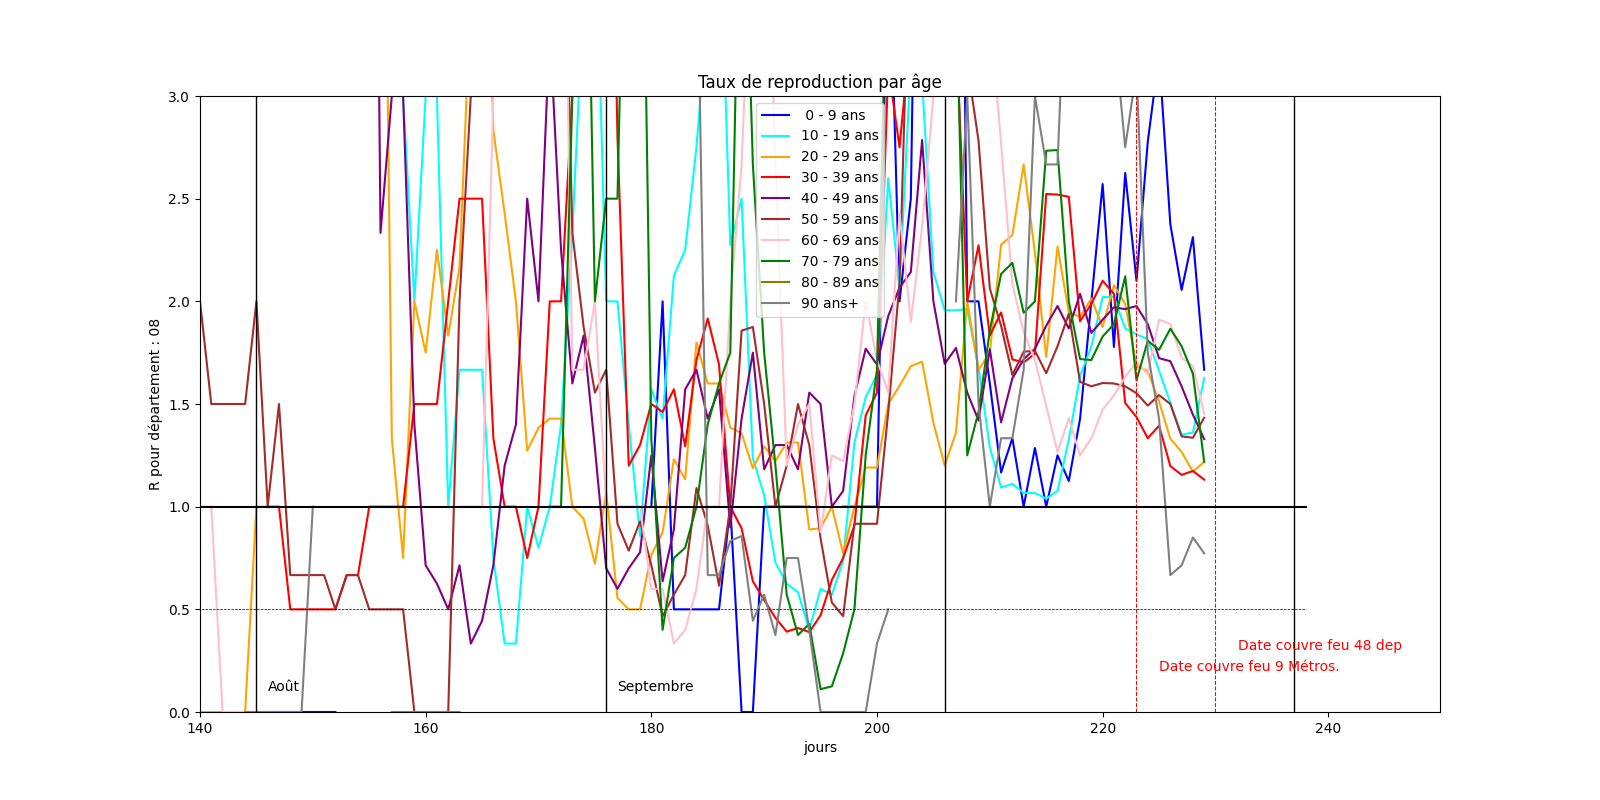 Taux de reproduction par âge
3.0
2.5
2.0
1.5
1.0
0.5
0.0
R pour département : 08
0 - 9 ans
10 - 19 ans
20 - 29 ans
30 - 39 ans
40 - 49 ans
50 - 59 ans
60 - 69 ans
70 - 79 ans
80 - 89 ans
90 ans+
Date couvre feu 48 dep
Date couvre feu 9 Métros.
Août
Septembre
140
160
180
200
220
240
jours